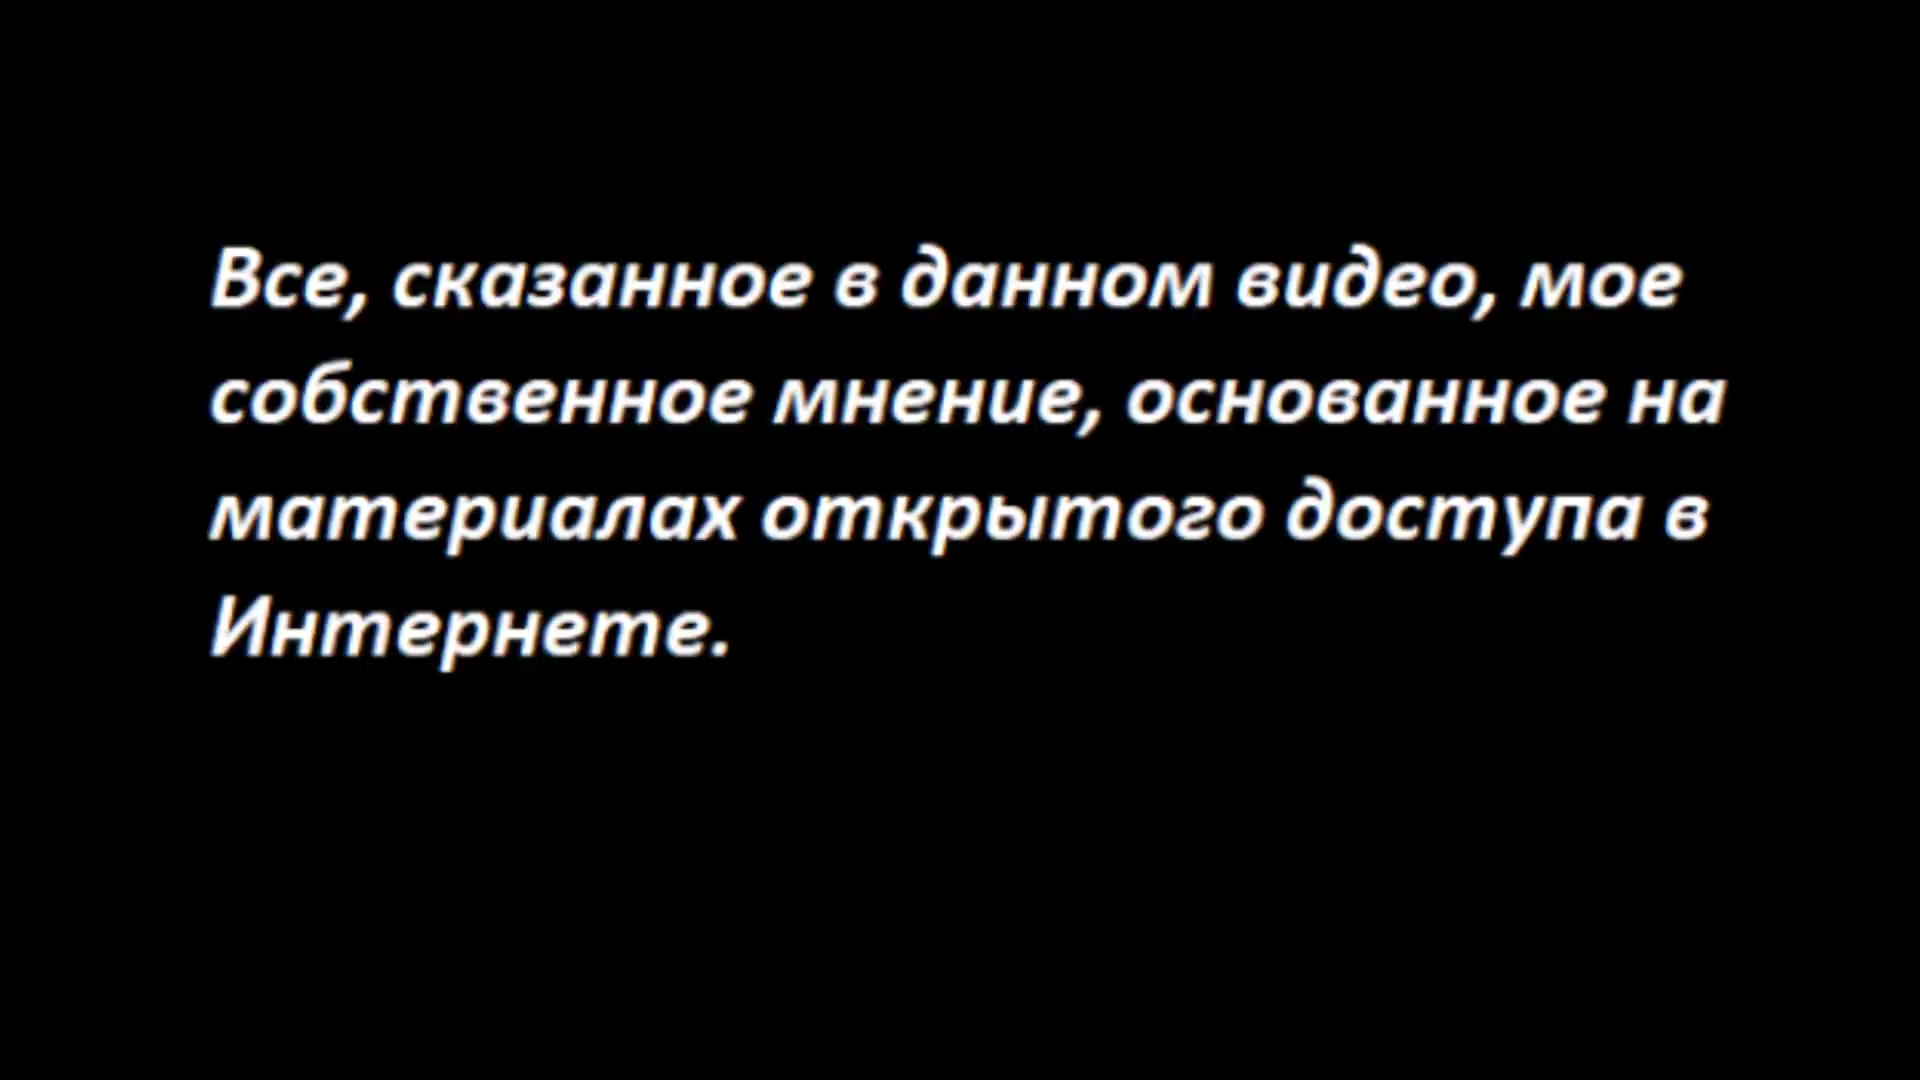 Все, сказанное в данном видео, мое
собственное мнение, основанное на
материалах открытого доступа в
Интернете.